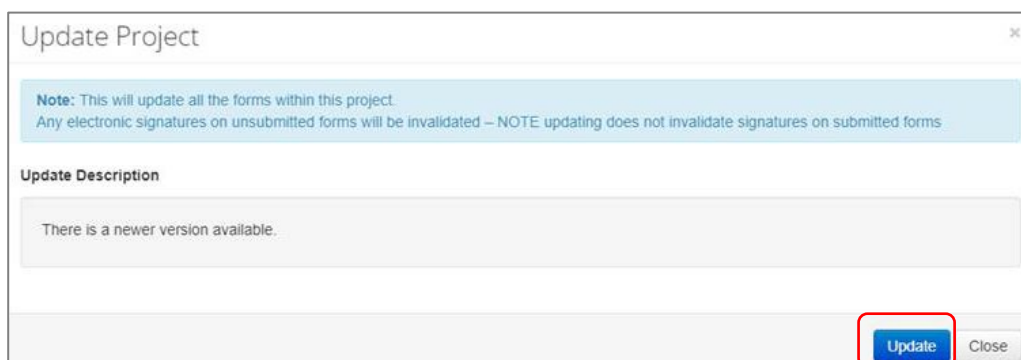 Update Project
×
Note: This will update all the forms within this project.
Any electronic signatures on unsubmitted forms will be invalidated – NOTE updating does not invalidate signatures on submitted forms
Update Description
There is a newer version available.
Update Close